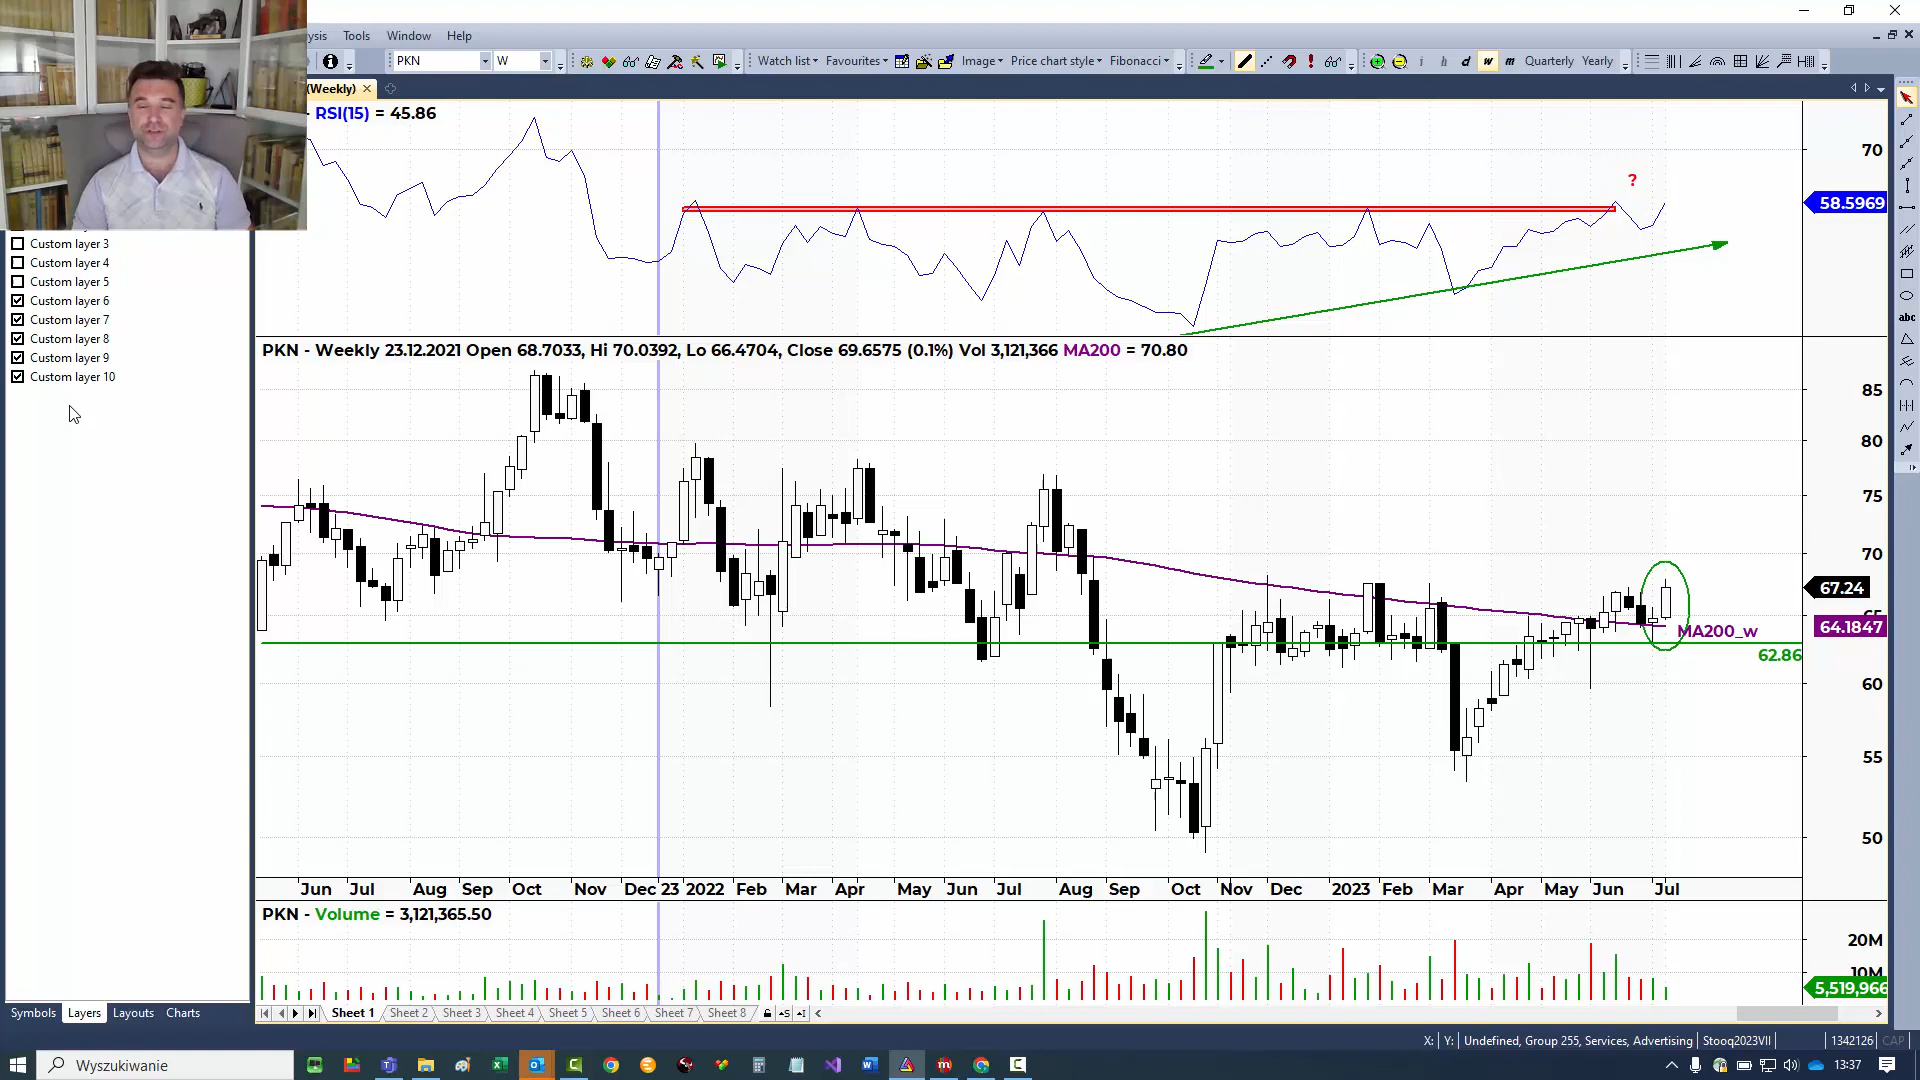 ysis Tools Window Help
PKN W Watch list Favourites Image Price chart style Fibonacci i h d w m Quarterly Yearly
(Weekly)
RSI(15) = 45.86
70
?
58.5969
abc
Custom layer 3
Custom layer 4
Custom layer 5
Custom layer 6
Custom layer 7
Custom layer 8
Custom layer 9
Custom layer 10
PKN - Weekly 23.12.2021 Open 68.7033, Hi 70.0392, Lo 66.4704, Close 69.6575 (0.1%) Vol 3,121,366 MA200 = 70.80
85
80
75
70
67.24
65
64.1847
MA200_w
62.86
60
55
50
Jun Jul Aug Sep Oct Nov Dec 23 2022 Feb Mar Apr May Jun Jul Aug Sep Oct Nov Dec 2023 Feb Mar Apr May Jun Jul
PKN - Volume = 3,121,365.50
20M
10M
5,519,966
Symbols Layers Layouts Charts
Sheet 1 Sheet 2 Sheet 3 Sheet 4 Sheet 5 Sheet 6 Sheet 7 Sheet 8
X: Y: Undefined, Group 255, Services, Advertising Stooq2023VII 1342126 CAP
Wyszukiwanie
13:37